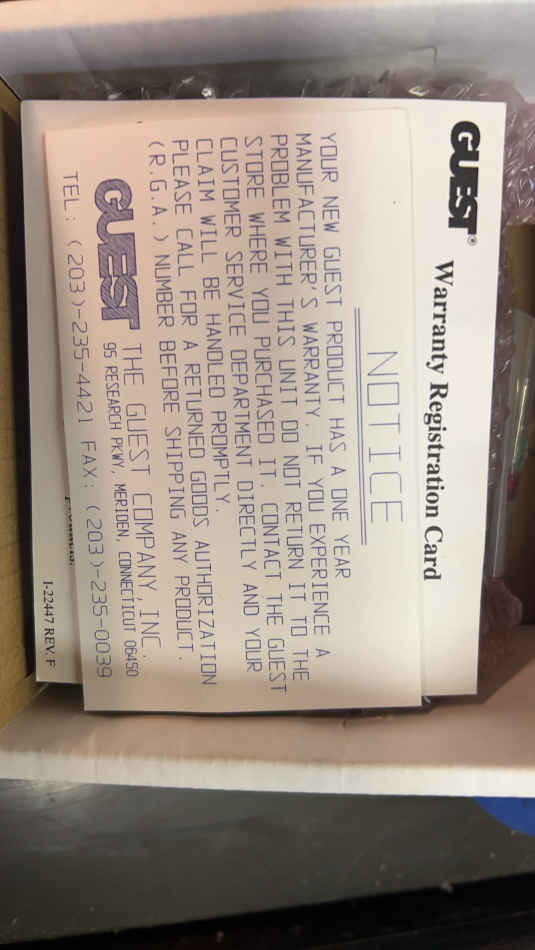 GUEST®
Warranty Registration Card
NOTICE
YOUR NEW GUEST PRODUCT HAS A ONE YEAR
MANUFACTURER'S WARRANTY. IF YOU EXPERIENCE A
PROBLEM WITH THIS UNIT DO NOT RETURN IT TO THE
STORE WHERE YOU PURCHASED IT. CONTACT THE GUEST
CUSTOMER SERVICE DEPARTMENT DIRECTLY AND YOUR
CLAIM WILL BE HANDLED PROMPTLY.
PLEASE CALL FOR A RETURNED GOODS AUTHORIZATION
(R.G.A.) NUMBER BEFORE SHIPPING ANY PRODUCT.
GUEST THE GUEST COMPANY, INC.
95 RESEARCH PKWY, MERIDEN, CONNECTICUT 06450
TEL: (203)-235-4421 FAX: (203)-235-0039
1-22447 REV. F